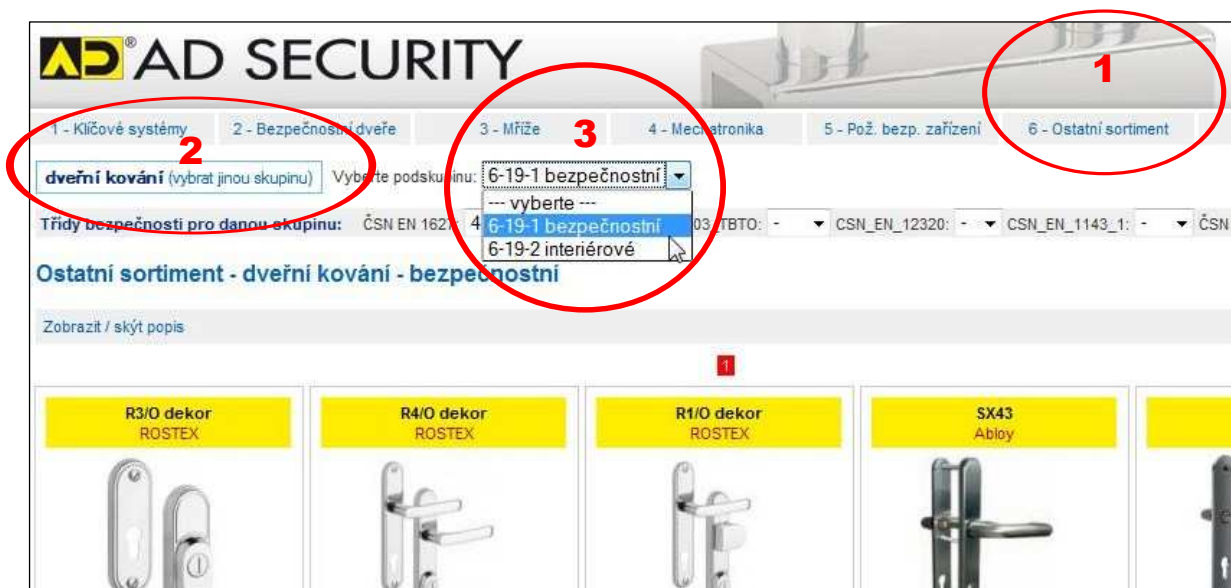 AD® AD SECURITY
1
1 - Klíčové systémy 2 - Bezpečnostní dveře 3 - Mříže 4 - Mechatronika 5 - Pož. bezp. zařízení 6 - Ostatní sortiment
2
3
dveřní kování (vybrat jinou skupinu) Vyberte podskupinu: 6-19-1 bezpečnostní
--- vyberte ---
6-19-1 bezpečnostní
6-19-2 interiérové
Třídy bezpečnosti pro danou skupinu: ČSN EN 1627: 4 03_TBTO: - CSN_EN_12320: - CSN_EN_1143_1: - ČSN
Ostatní sortiment - dveřní kování - bezpečnostní
Zobrazit / skýt popis
1
R3/O dekor
ROSTEX
R4/O dekor
ROSTEX
R1/O dekor
ROSTEX
SX43
Abloy